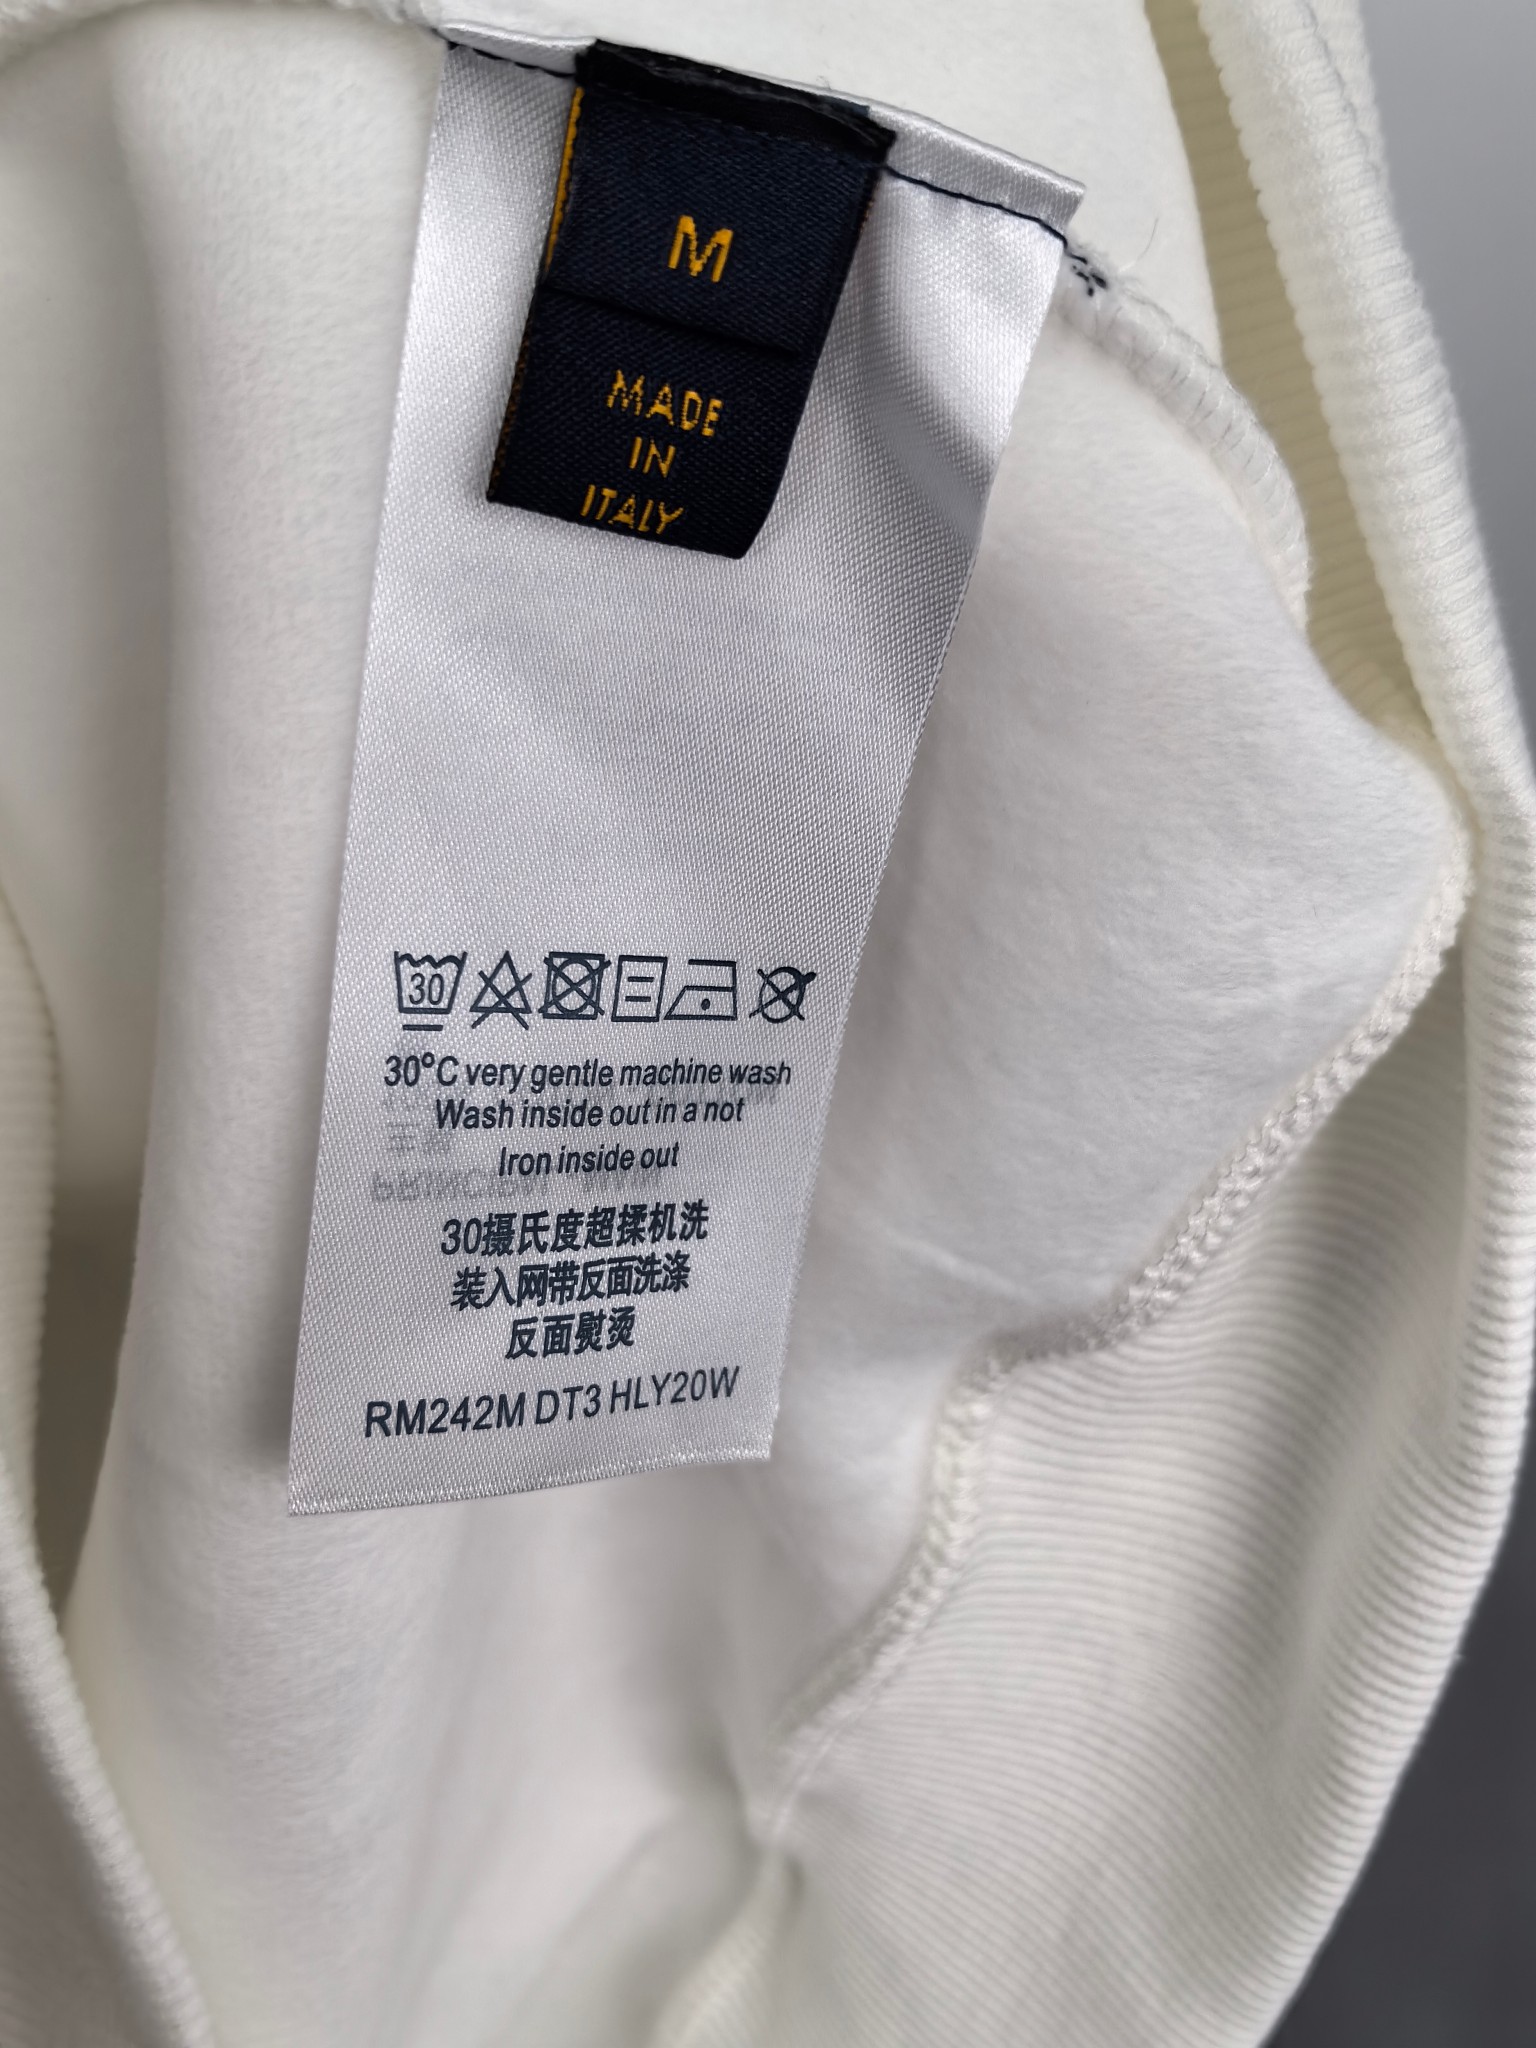 M
MADE
IN
ITALY
30
30°C very gentle machine wash
Wash inside out in a not
Iron inside out
30摄氏度超揉机洗
装入网带反面洗涤
反面熨烫
RM242M DT3 HLY20W